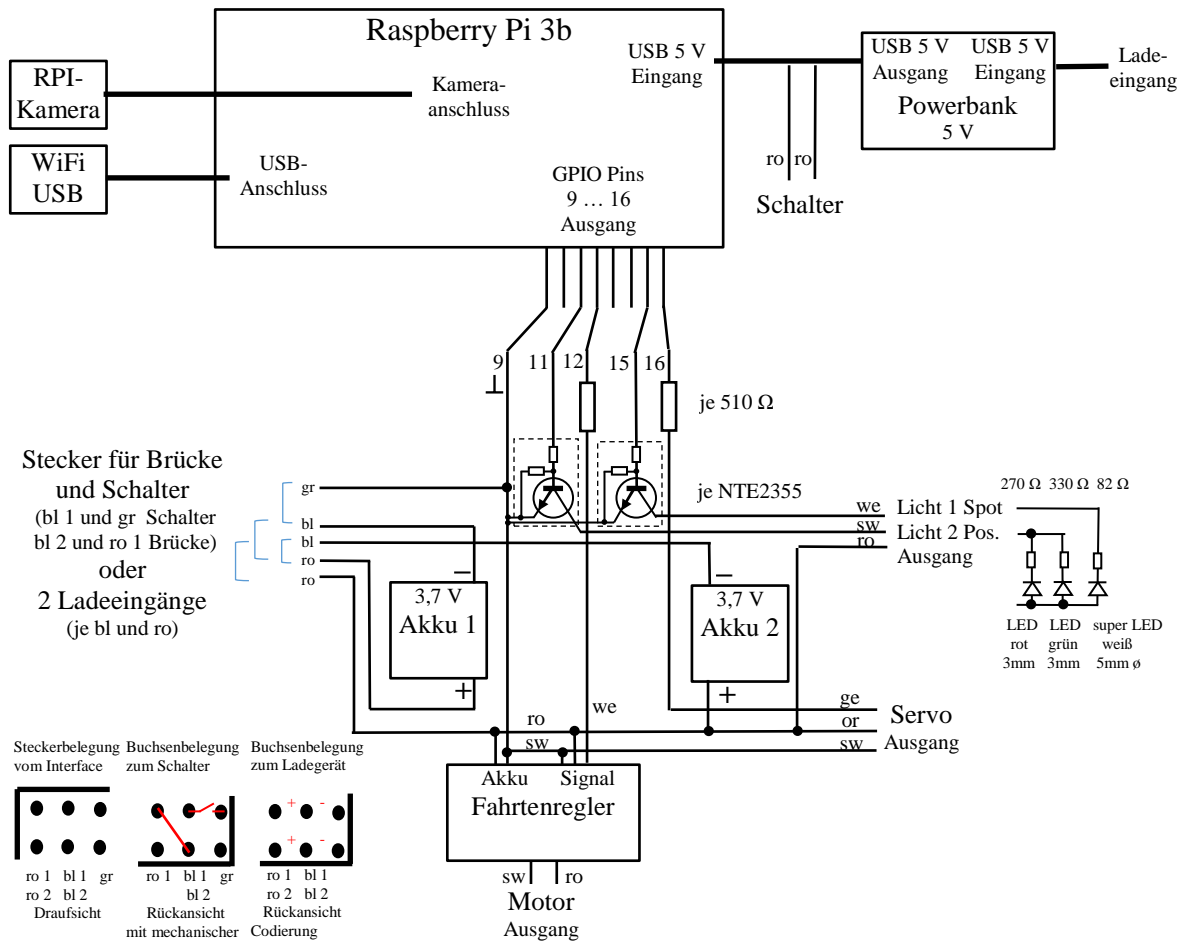 Raspberry Pi 3b
RPI-
Kamera
Kamera-
anschluss
WiFi
USB
USB-
Anschluss
USB 5 V
Eingang
GPIO Pins
9 … 16
Ausgang
USB 5 V
Ausgang
USB 5 V
Eingang
Powerbank
5 V
Lade-
eingang
ro
ro
Schalter
9
11
12
15
16
je 510 Ω
je NTE2355
Stecker für Brücke
und Schalter
(bl 1 und gr Schalter
bl 2 und ro 1 Brücke)
oder
2 Ladeeingänge
(je bl und ro)
gr
bl
bl
ro
ro
−
3,7 V
Akku 1
+
−
3,7 V
Akku 2
+
we
sw
ro
Licht 1 Spot
Licht 2 Pos.
Ausgang
270 Ω
330 Ω
82 Ω
LED
rot
3mm
LED
grün
3mm
super LED
weiß
5mm ø
ge
or
sw
Servo
Ausgang
ro
sw
we
Akku
Signal
Fahrtenregler
sw
ro
Motor
Ausgang
Steckerbelegung
vom Interface
ro 1 bl 1 gr
ro 2 bl 2
Draufsicht
Buchsenbelegung
zum Schalter
ro 1 bl 1 gr
bl 2
Rückansicht
mit mechanischer
Buchsenbelegung
zum Ladegerät
+ -
+ -
ro 1 bl 1
ro 2 bl 2
Rückansicht
Codierung